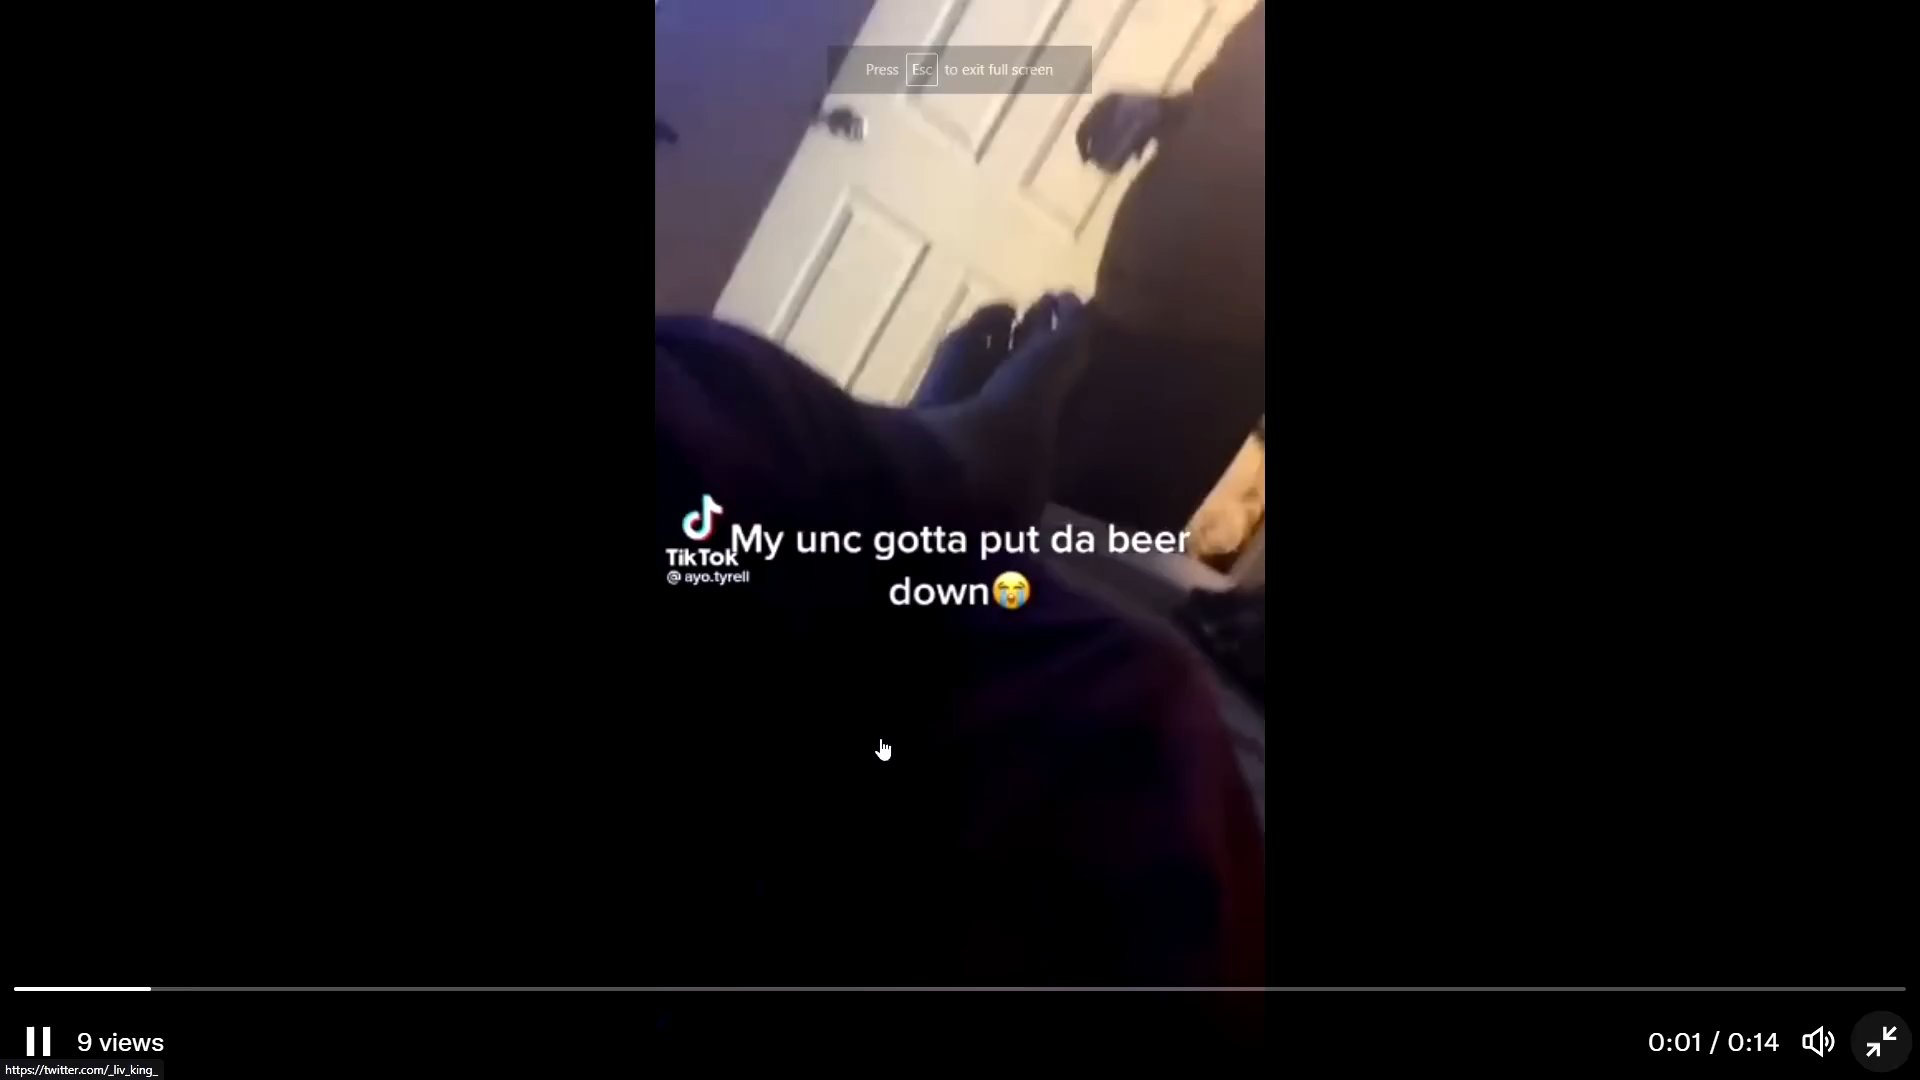 Press Esc to exit full screen
My unc gotta put da beer
down😭
TikTok
@ ayo.tyrell
9 views
0:01 / 0:14
https://twitter.com/_liv_king_